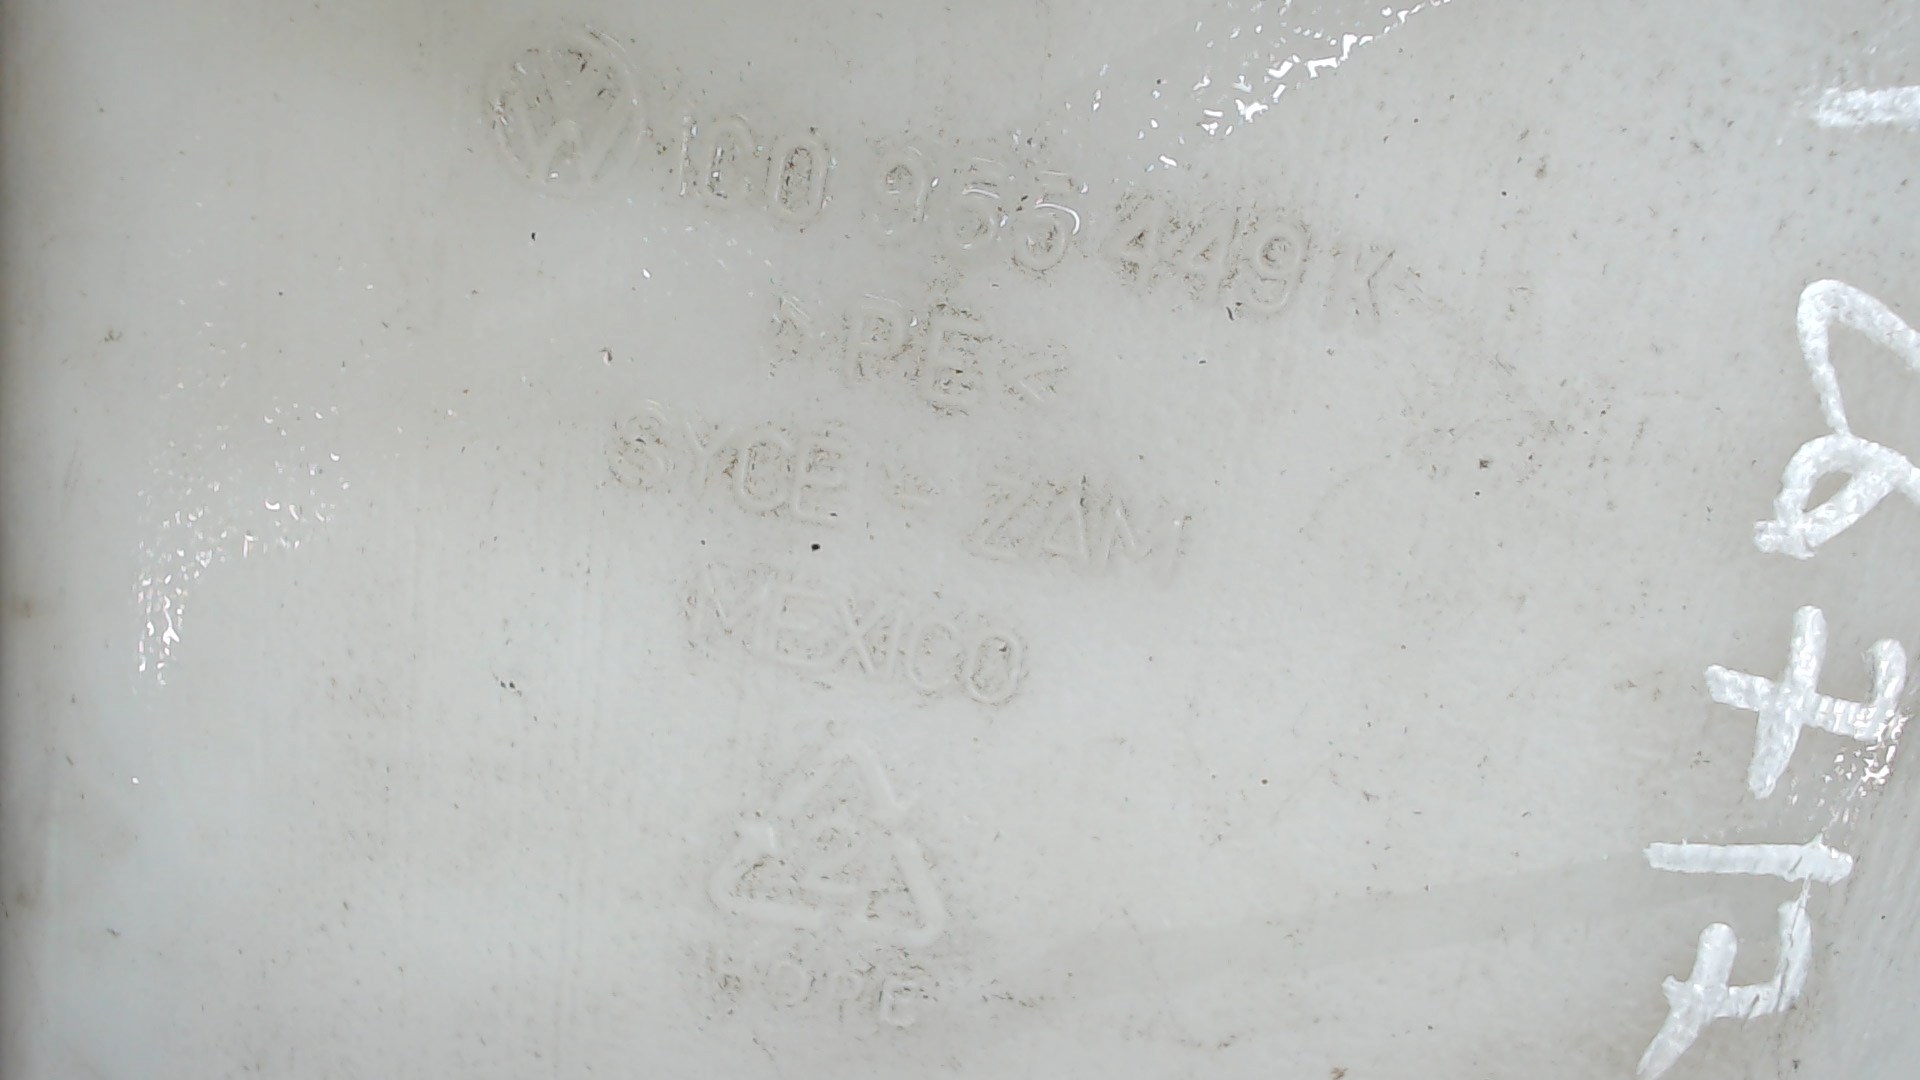 1C0 955 449 K
>PE<
SYCE - ZAM
MEXICO
2
HDPE